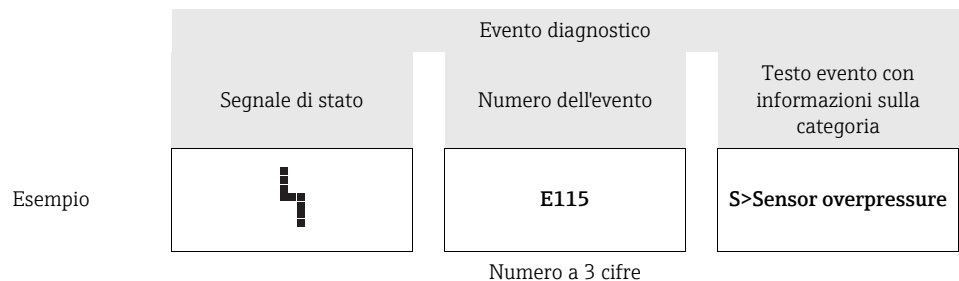 Evento diagnostico
Segnale di stato
Numero dell'evento
Testo evento con
informazioni sulla
categoria
Esempio
E115
S>Sensor overpressure
Numero a 3 cifre